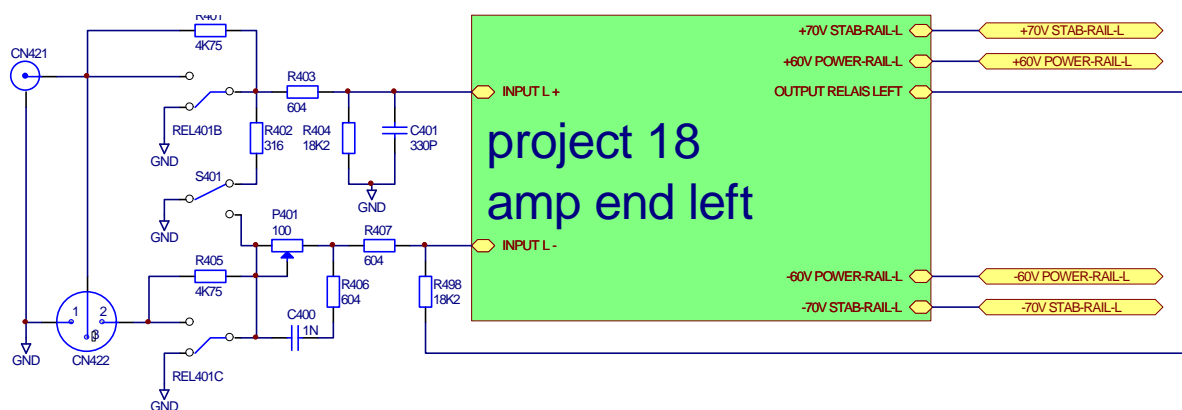 R401
4K75
CN421
+70V STAB-RAIL-L
+70V STAB-RAIL-L
+60V POWER-RAIL-L
+60V POWER-RAIL-L
R403
604
INPUT L +
OUTPUT RELAIS LEFT
REL401B
GND
R402
316
R404
18K2
C401
330P
project 18
amp end left
S401
GND
GND
P401
100
R407
604
INPUT L -
R405
4K75
R406
604
R498
18K2
-60V POWER-RAIL-L
-60V POWER-RAIL-L
-70V STAB-RAIL-L
-70V STAB-RAIL-L
C400
1N
1
2
3
GND
CN422
REL401C
GND